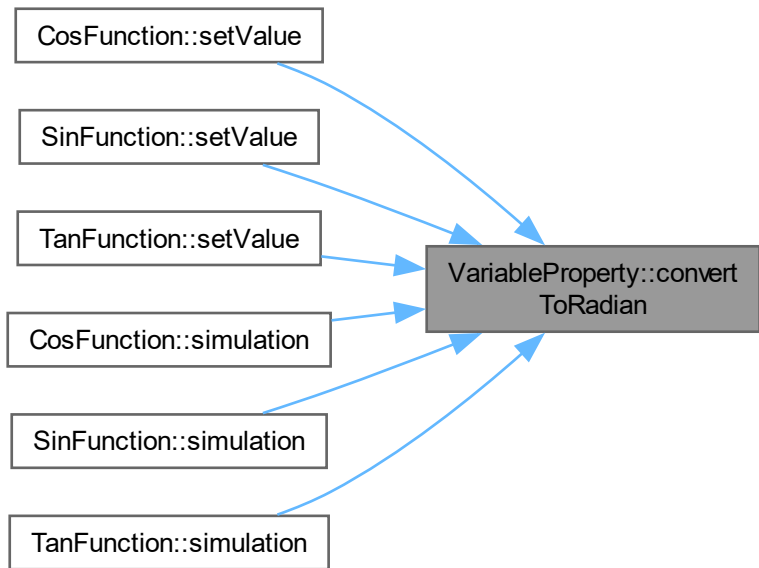 CosFunction::setValue
SinFunction::setValue
TanFunction::setValue
VariableProperty::convert
ToRadian
CosFunction::simulation
SinFunction::simulation
TanFunction::simulation